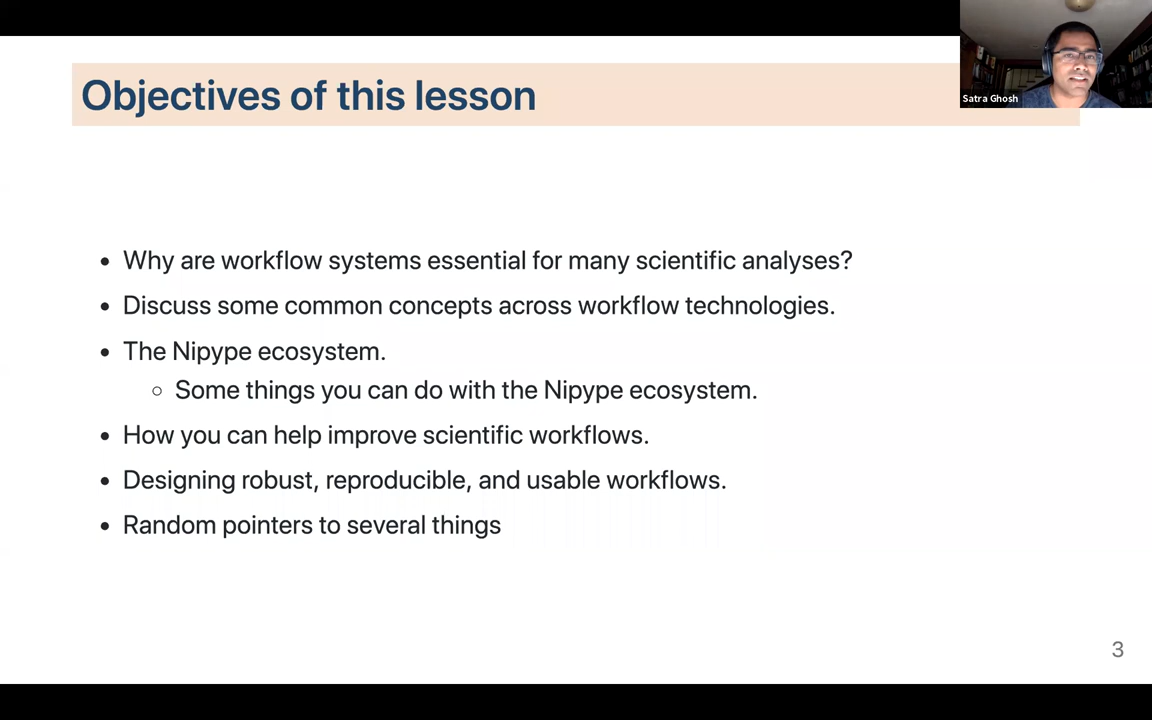 Objectives of this lesson
Satra Ghosh
• Why are workflow systems essential for many scientific analyses?
• Discuss some common concepts across workflow technologies.
• The Nipype ecosystem.
○ Some things you can do with the Nipype ecosystem.
• How you can help improve scientific workflows.
• Designing robust, reproducible, and usable workflows.
• Random pointers to several things
3